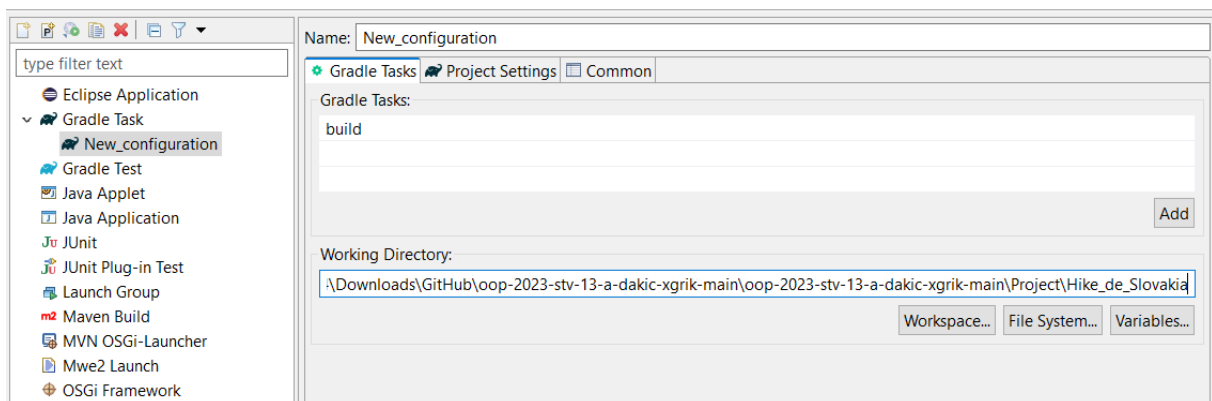 type filter text
Eclipse Application
Gradle Task
New_configuration
Gradle Test
Java Applet
Java Application
JU JUnit
JUnit Plug-in Test
Launch Group
m2 Maven Build
MVN OSGi-Launcher
Mwe2 Launch
OSGi Framework
Name: New_configuration
Gradle Tasks Project Settings Common
Gradle Tasks:
build
Add
Working Directory:
\Downloads\GitHub\oop-2023-stv-13-a-dakic-xgrik-main\oop-2023-stv-13-a-dakic-xgrik-main\Project\Hike_de_Slovakia
Workspace... File System... Variables...